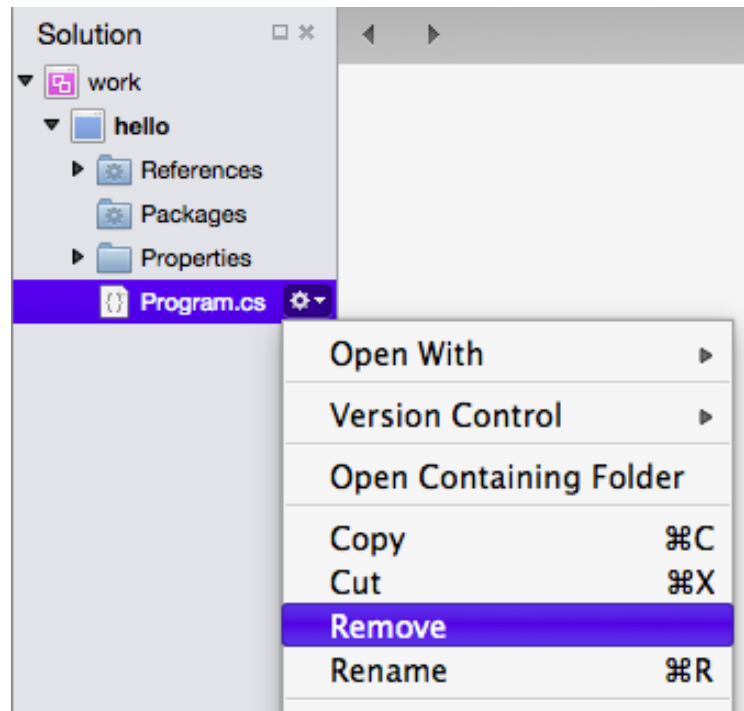 Solution
work
hello
References
Packages
Properties
{} Program.cs
Open With
Version Control
Open Containing Folder
Copy ⌘C
Cut ⌘X
Remove
Rename ⌘R